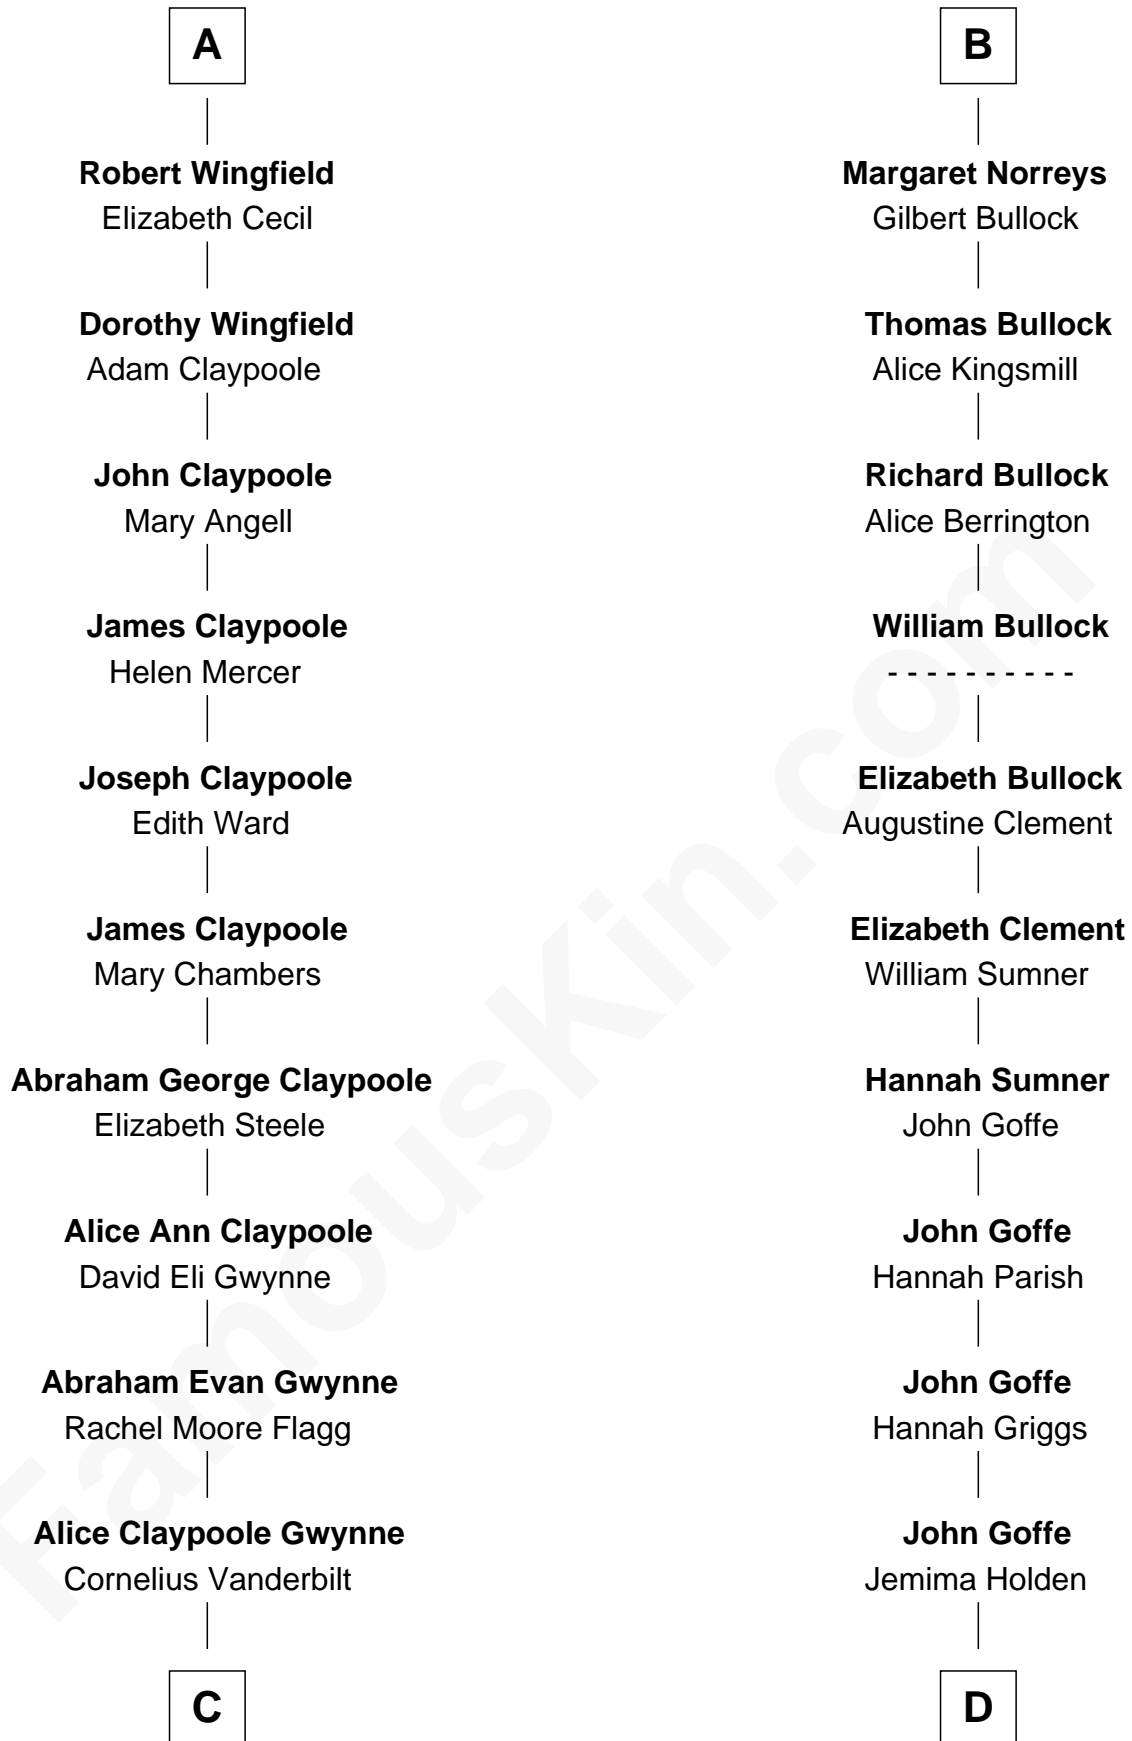 A
Robert Wingfield
Elizabeth Cecil
Dorothy Wingfield
Adam Claypoole
John Claypoole
Mary Angell
James Claypoole
Helen Mercer
Joseph Claypoole
Edith Ward
James Claypoole
Mary Chambers
Abraham George Claypoole
Elizabeth Steele
Alice Ann Claypoole
David Eli Gwynne
Abraham Evan Gwynne
Rachel Moore Flagg
Alice Claypoole Gwynne
Cornelius Vanderbilt
C
B
Margaret Norreys
Gilbert Bullock
Thomas Bullock
Alice Kingsmill
Richard Bullock
Alice Berrington
William Bullock
- - - - - - - - - -
Elizabeth Bullock
Augustine Clement
Elizabeth Clement
William Sumner
Hannah Sumner
John Goffe
John Goffe
Hannah Parish
John Goffe
Hannah Griggs
John Goffe
Jemima Holden
D
FamousKin.com